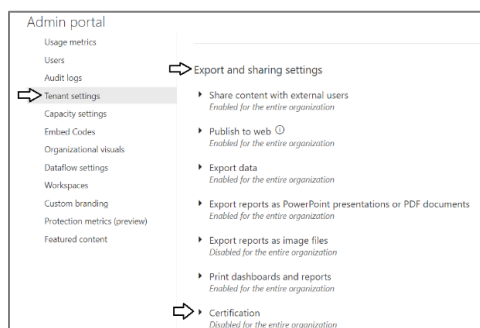 Admin portal
Usage metrics
Users
Audit logs
Tenant settings
Capacity settings
Embed Codes
Organizational visuals
Dataflow settings
Workspaces
Custom branding
Protection metrics (preview)
Featured content
Export and sharing settings
Share content with external users
Enabled for the entire organization
Publish to web
Enabled for the entire organization
Export data
Enabled for the entire organization
Export reports as PowerPoint presentations or PDF documents
Enabled for the entire organization
Export reports as image files
Disabled for the entire organization
Print dashboards and reports
Enabled for the entire organization
Certification
Disabled for the entire organization